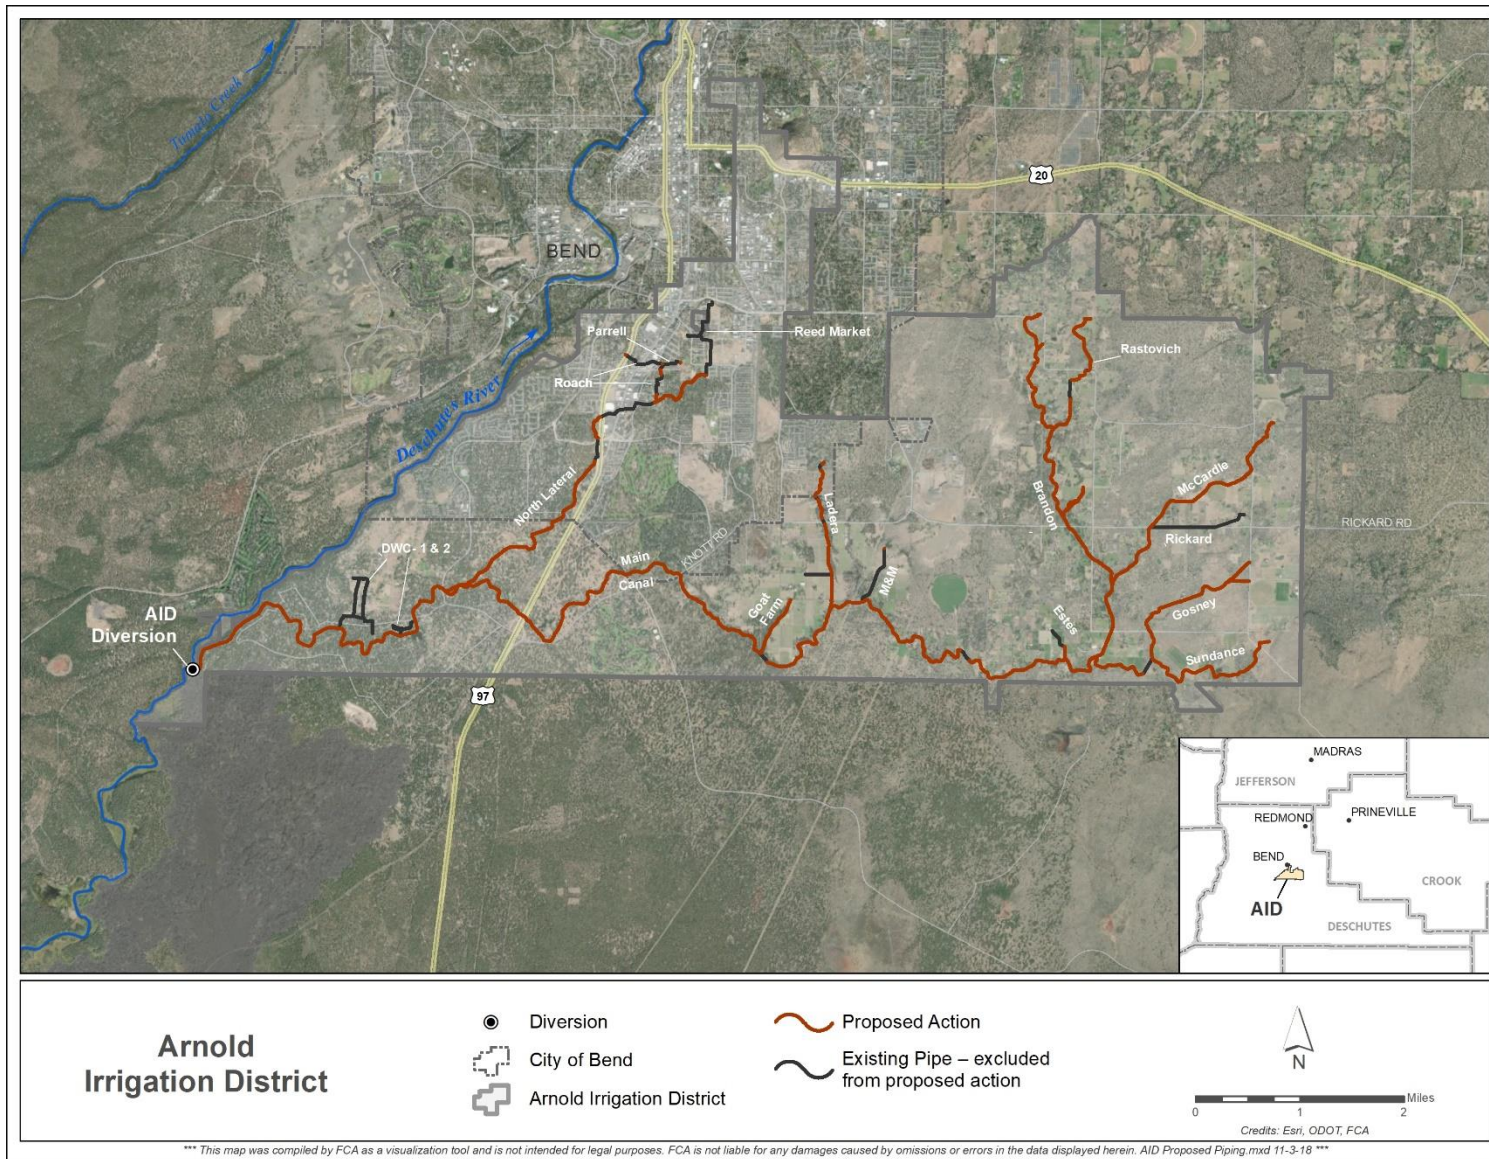 Tumalo Creek
20
BEND
Parrell
Reed Market
Roach
Rastovich
Deschutes River
North Lateral
McCardle
Brandon
Ladera
RICKARD RD
Rickard
DWC- 1 & 2
Main
Canal
KNOTT RD
M&M
Goat
Farm
Gosney
Estes
Sundance
AID
Diversion
97
MADRAS
JEFFERSON
REDMOND
PRINEVILLE
BEND
CROOK
AID
DESCHUTES
Arnold
Irrigation District
Diversion
City of Bend
Arnold Irrigation District
Proposed Action
Existing Pipe – excluded
from proposed action
N
Miles
0 1 2
Credits: Esri, ODOT, FCA
*** This map was compiled by FCA as a visualization tool and is not intended for legal purposes. FCA is not liable for any damages caused by omissions or errors in the data displayed herein. AID Proposed Piping.mxd 11-3-18 ***